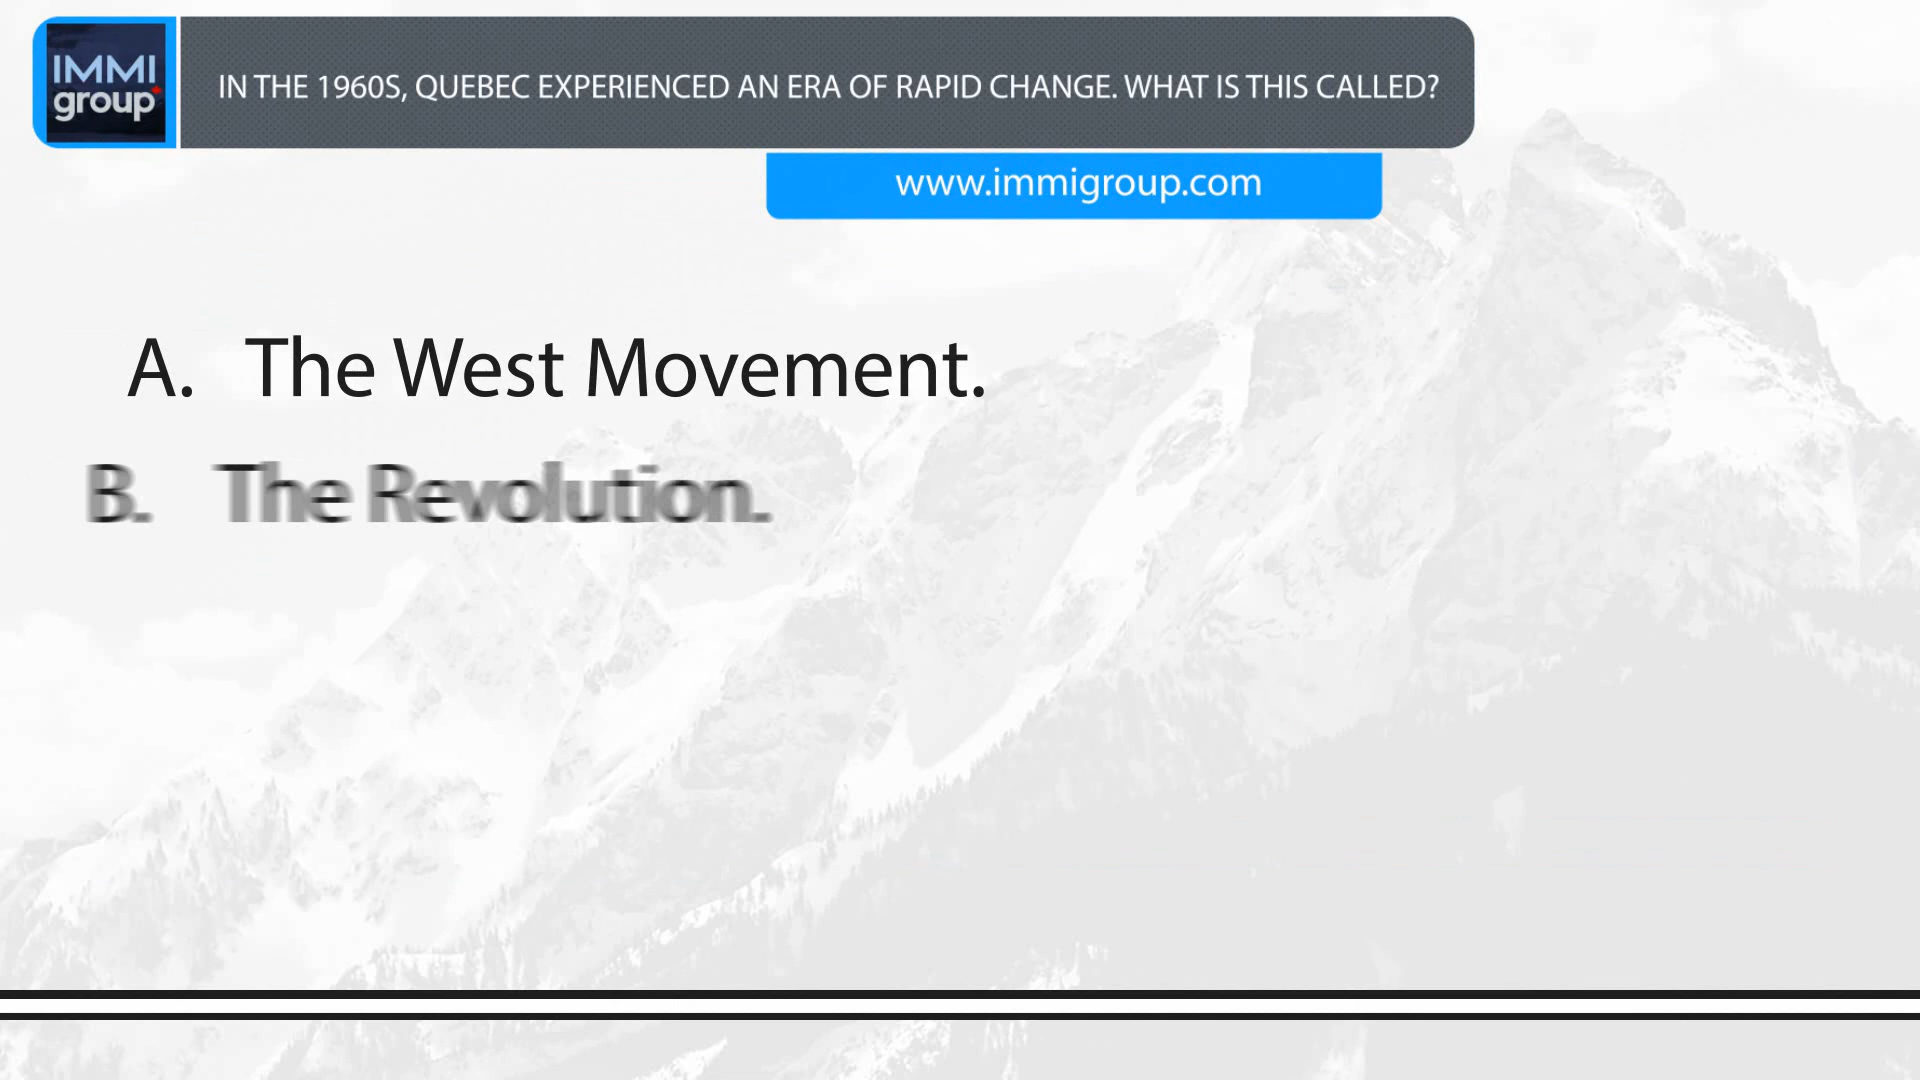 IMMI
group
IN THE 1960S, QUEBEC EXPERIENCED AN ERA OF RAPID CHANGE. WHAT IS THIS CALLED?
www.immigroup.com
A. The West Movement.
B. The Revolution.